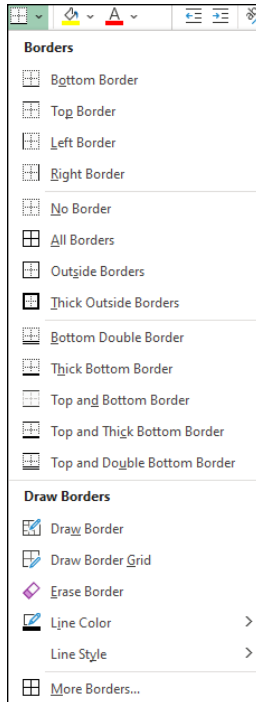 A
Borders
Bottom Border
Top Border
Left Border
Right Border
No Border
All Borders
Outside Borders
Thick Outside Borders
Bottom Double Border
Thick Bottom Border
Top and Bottom Border
Top and Thick Bottom Border
Top and Double Bottom Border
Draw Borders
Draw Border
Draw Border Grid
Erase Border
Line Color
Line Style
More Borders...